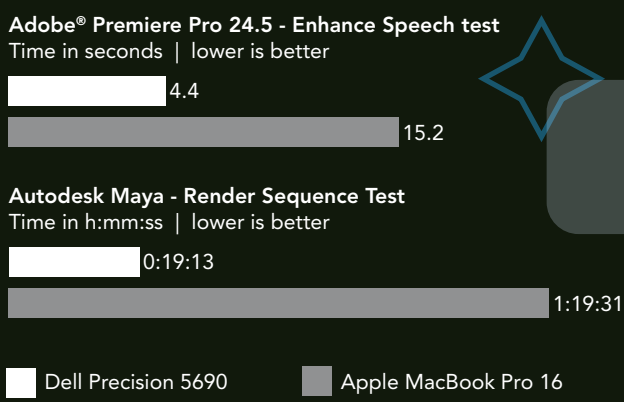 Adobe® Premiere Pro 24.5 - Enhance Speech test
Time in seconds | lower is better
4.4
15.2
Autodesk Maya - Render Sequence Test
Time in h:mm:ss | lower is better
0:19:13
1:19:31
Dell Precision 5690
Apple MacBook Pro 16